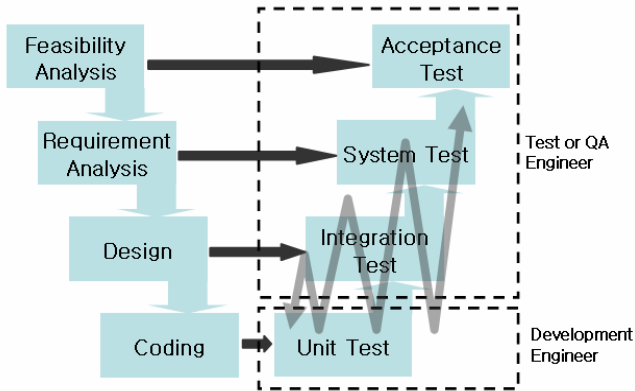 Feasibility
Analysis
Acceptance
Test
Requirement
Analysis
System Test
Test or QA
Engineer
Design
Integration
Test
Coding
Unit Test
Development
Engineer